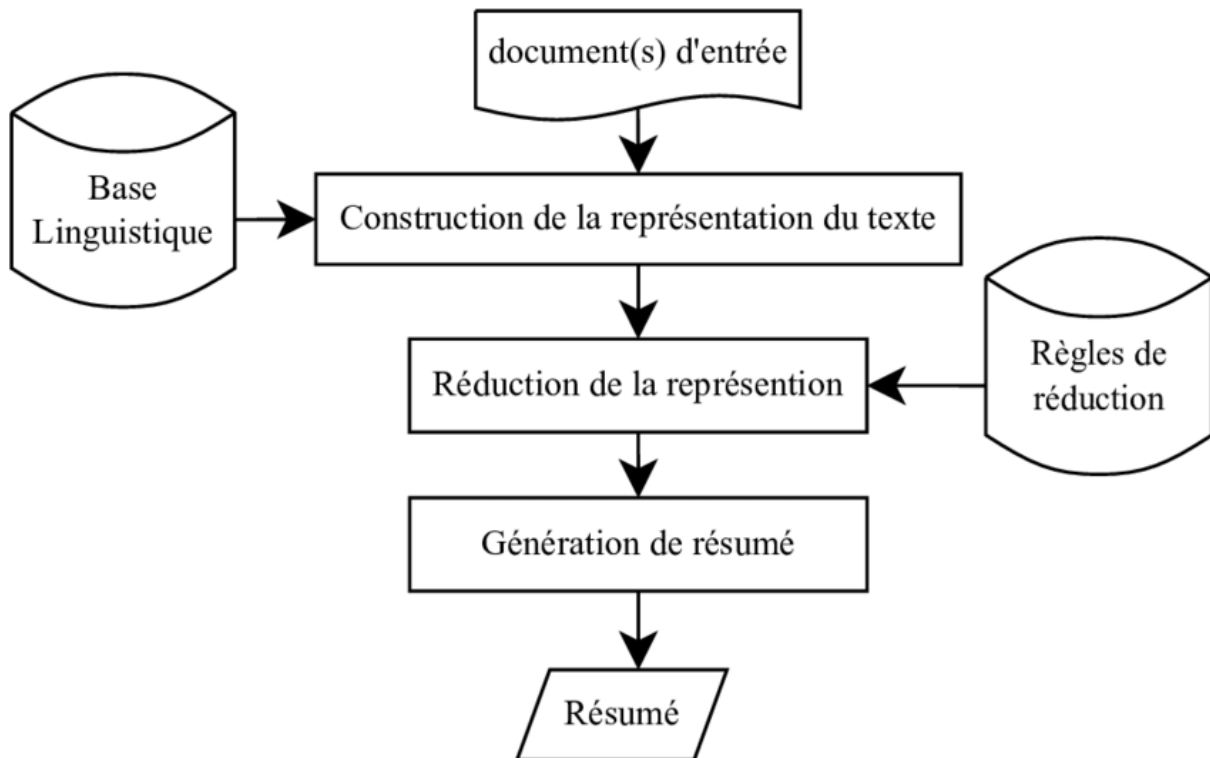 document(s) d'entrée
Base
Linguistique
Construction de la représentation du texte
Réduction de la représention
Règles de
réduction
Génération de résumé
Résumé